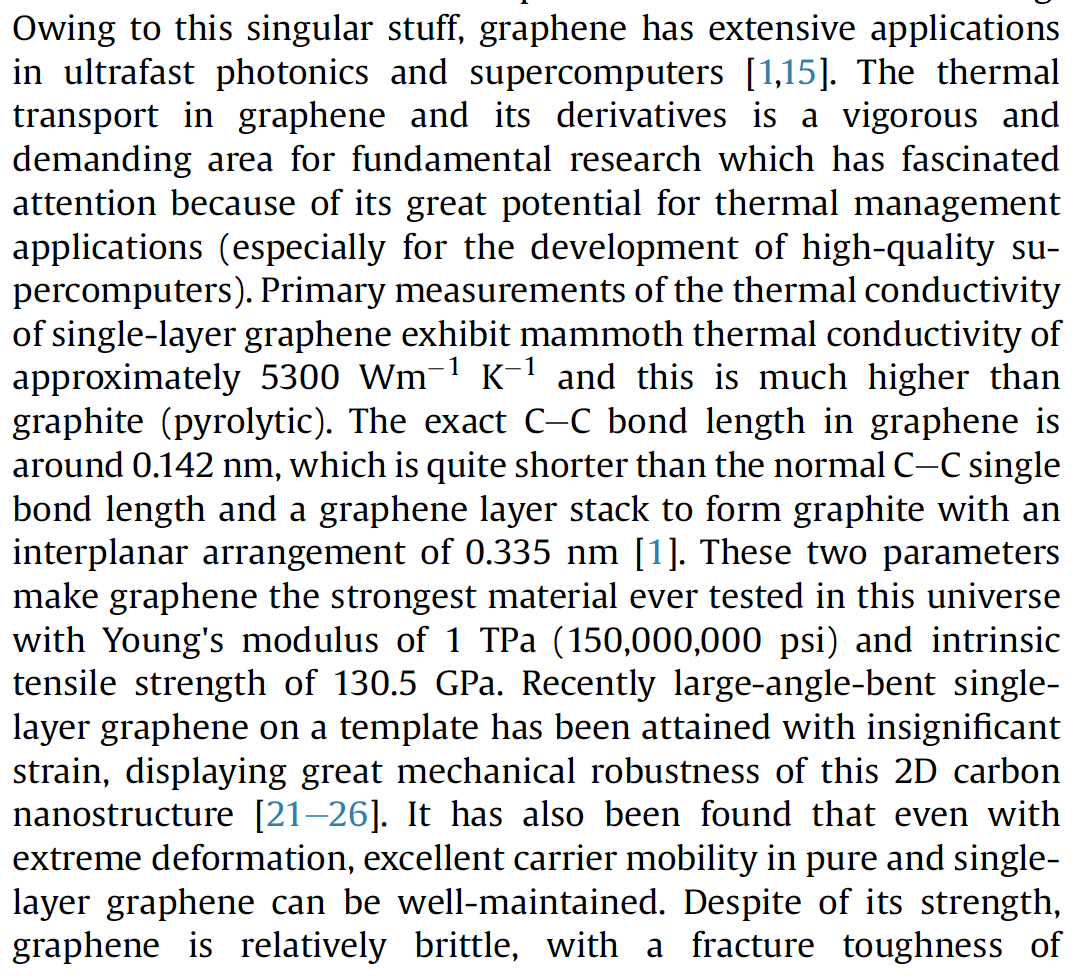 Owing to this singular stuff, graphene has extensive applications
in ultrafast photonics and supercomputers [1,15]. The thermal
transport in graphene and its derivatives is a vigorous and
demanding area for fundamental research which has fascinated
attention because of its great potential for thermal management
applications (especially for the development of high-quality su-
percomputers). Primary measurements of the thermal conductivity
of single-layer graphene exhibit mammoth thermal conductivity of
approximately 5300 Wm⁻¹ K⁻¹ and this is much higher than
graphite (pyrolytic). The exact C–C bond length in graphene is
around 0.142 nm, which is quite shorter than the normal C–C single
bond length and a graphene layer stack to form graphite with an
interplanar arrangement of 0.335 nm [1]. These two parameters
make graphene the strongest material ever tested in this universe
with Young's modulus of 1 TPa (150,000,000 psi) and intrinsic
tensile strength of 130.5 GPa. Recently large-angle-bent single-
layer graphene on a template has been attained with insignificant
strain, displaying great mechanical robustness of this 2D carbon
nanostructure [21–26]. It has also been found that even with
extreme deformation, excellent carrier mobility in pure and single-
layer graphene can be well-maintained. Despite of its strength,
graphene is relatively brittle, with a fracture toughness of